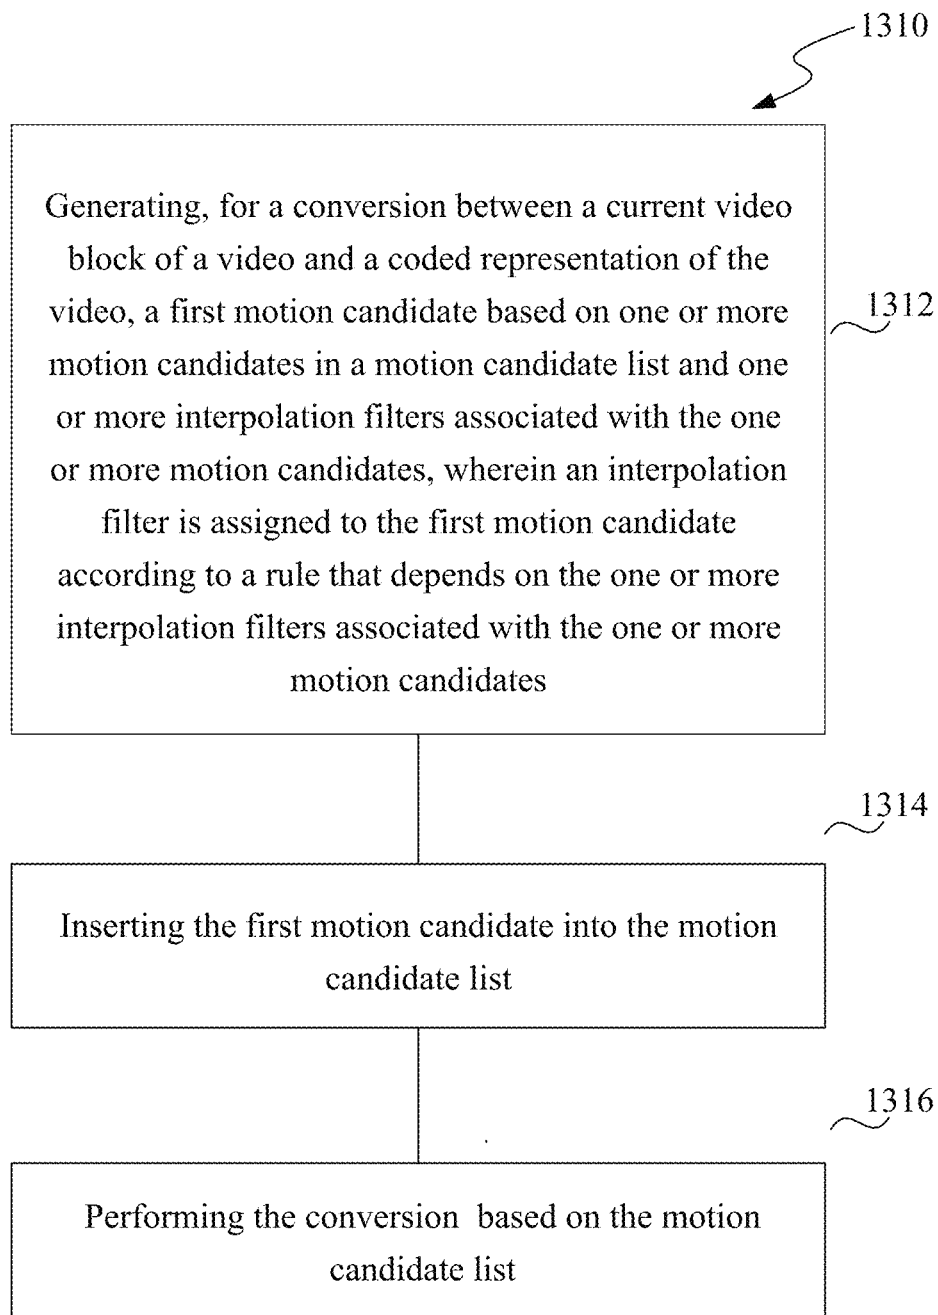 1310
Generating, for a conversion between a current video
block of a video and a coded representation of the
video, a first motion candidate based on one or more
motion candidates in a motion candidate list and one
or more interpolation filters associated with the one
or more motion candidates, wherein an interpolation
filter is assigned to the first motion candidate
according to a rule that depends on the one or more
interpolation filters associated with the one or more
motion candidates
1312
1314
Inserting the first motion candidate into the motion
candidate list
1316
Performing the conversion based on the motion
candidate list